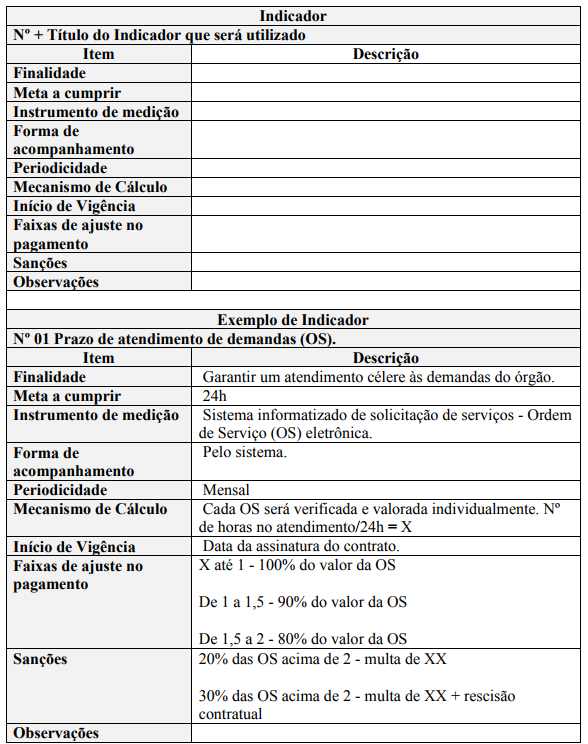 Indicador
Nº + Título do Indicador que será utilizado
Item Descrição
Finalidade
Meta a cumprir
Instrumento de medição
Forma de
acompanhamento
Periodicidade
Mecanismo de Cálculo
Início de Vigência
Faixas de ajuste no
pagamento
Sanções
Observações
Exemplo de Indicador
Nº 01 Prazo de atendimento de demandas (OS).
Item Descrição
Finalidade Garantir um atendimento célere às demandas do órgão.
Meta a cumprir 24h
Instrumento de medição Sistema informatizado de solicitação de serviços - Ordem
de Serviço (OS) eletrônica.
Forma de Pelo sistema.
acompanhamento
Periodicidade Mensal
Mecanismo de Cálculo Cada OS será verificada e valorada individualmente. Nº
de horas no atendimento/24h = X
Início de Vigência Data da assinatura do contrato.
Faixas de ajuste no X até 1 - 100% do valor da OS
pagamento
De 1 a 1,5 - 90% do valor da OS
De 1,5 a 2 - 80% do valor da OS
Sanções 20% das OS acima de 2 - multa de XX
30% das OS acima de 2 - multa de XX + rescisão
contratual
Observações